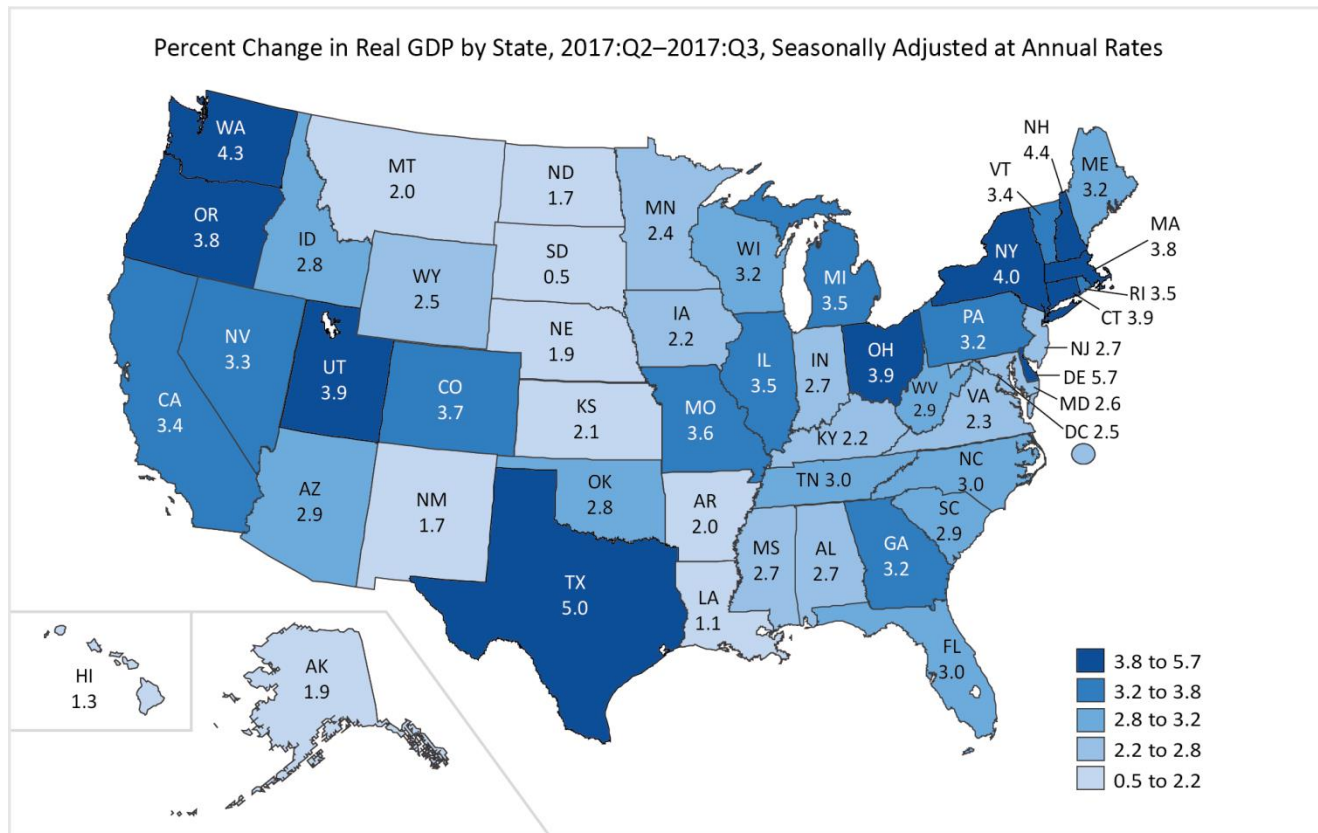 Percent Change in Real GDP by State, 2017:Q2–2017:Q3, Seasonally Adjusted at Annual Rates
WA
4.3
OR
3.8
CA
3.4
NV
3.3
ID
2.8
MT
2.0
WY
2.5
UT
3.9
CO
3.7
AZ
2.9
NM
1.7
ND
1.7
SD
0.5
NE
1.9
KS
2.1
OK
2.8
TX
5.0
MN
2.4
IA
2.2
MO
3.6
AR
2.0
LA
1.1
WI
3.2
IL
3.5
MI
3.5
IN
2.7
OH
3.9
KY 2.2
TN 3.0
MS
2.7
AL
2.7
GA
3.2
FL
3.0
SC
2.9
NC
3.0
VA
2.3
WV
2.9
PA
3.2
NY
4.0
VT
3.4
NH
4.4
ME
3.2
MA
3.8
RI 3.5
CT 3.9
NJ 2.7
DE 5.7
MD 2.6
DC 2.5
HI
1.3
AK
1.9
3.8 to 5.7
3.2 to 3.8
2.8 to 3.2
2.2 to 2.8
0.5 to 2.2